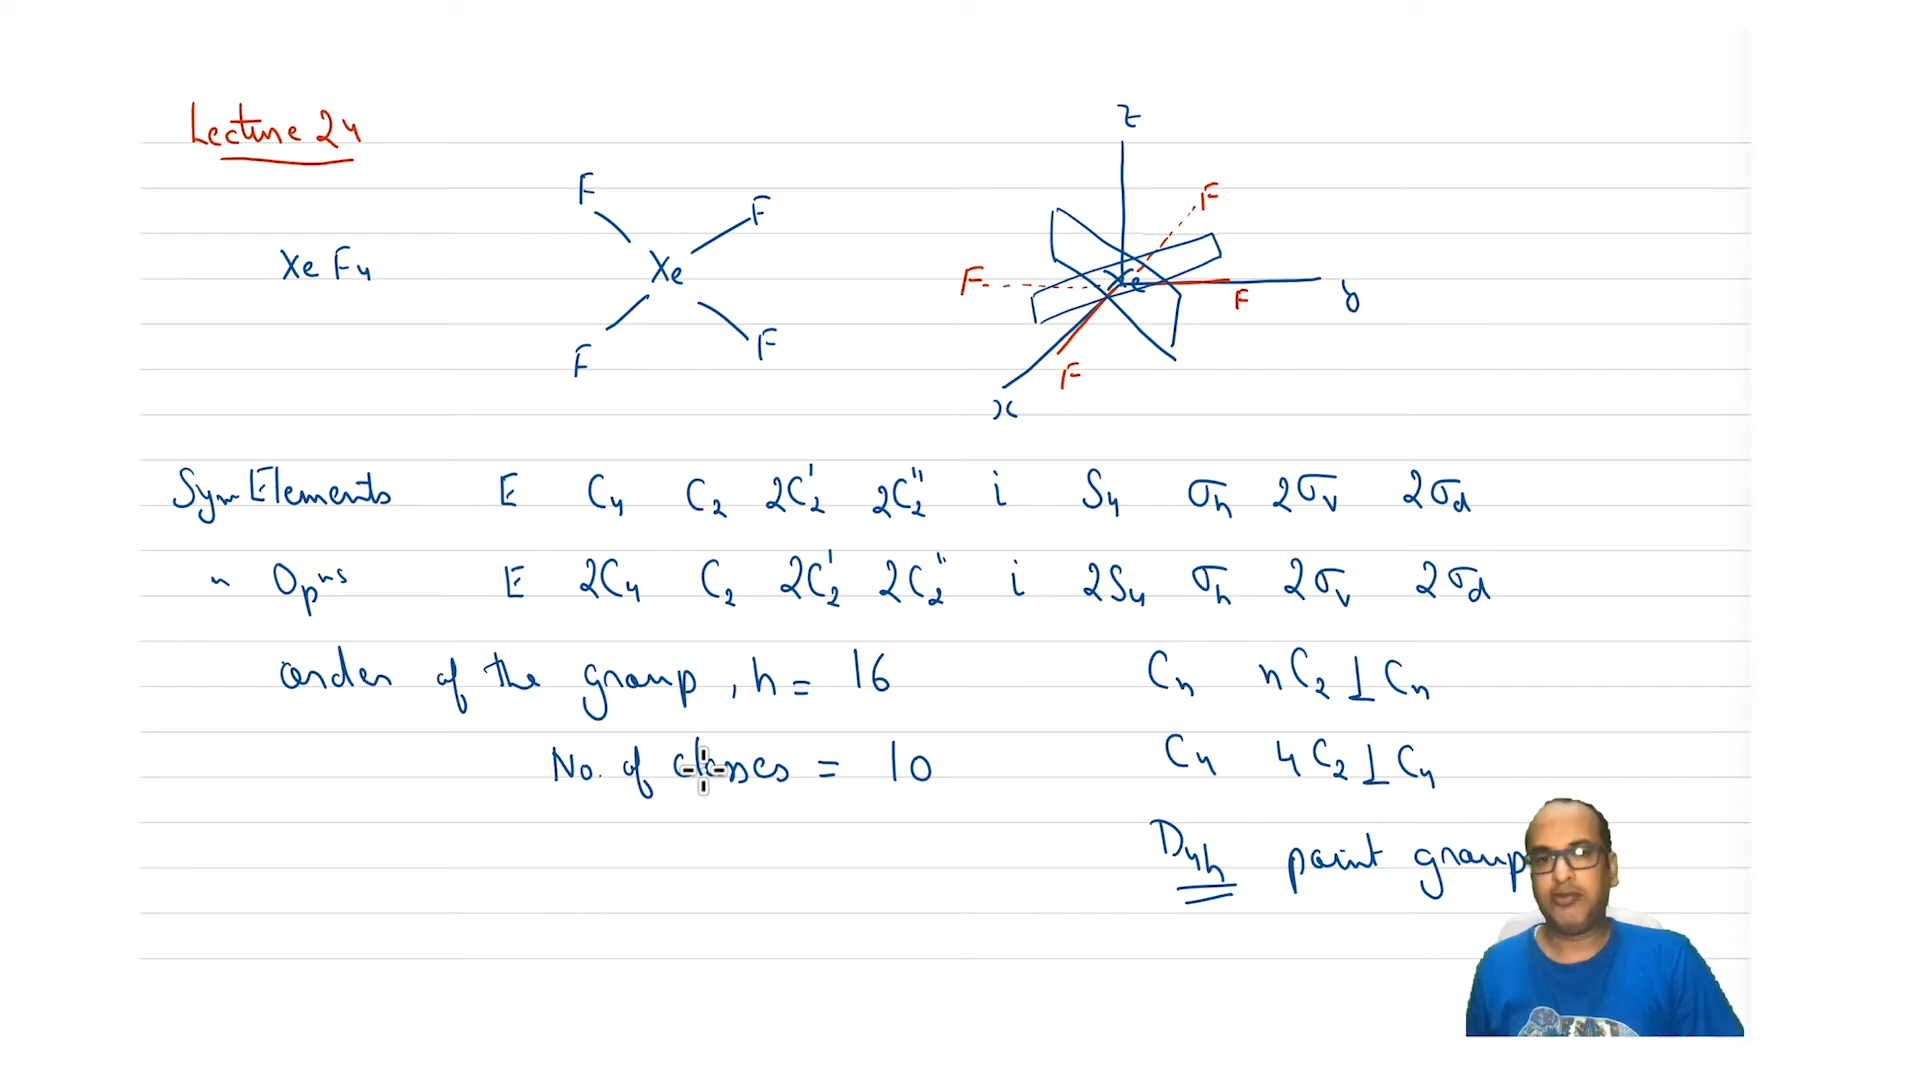 Lecture 24
XeF₄
F F
Xe
F F
z
F
F Xe F y
F
x
Sym Elements E C₄ C₂ 2C₂' 2C₂'' i S₄ σh 2σv 2σd
" Opⁿˢ E 2C₄ C₂ 2C₂' 2C₂'' i 2S₄ σh 2σv 2σd
order of the group, h = 16 Cn nC₂ ⊥ Cn
No. of classes = 10 C₄ 4C₂ ⊥ C₄
D₄h point group